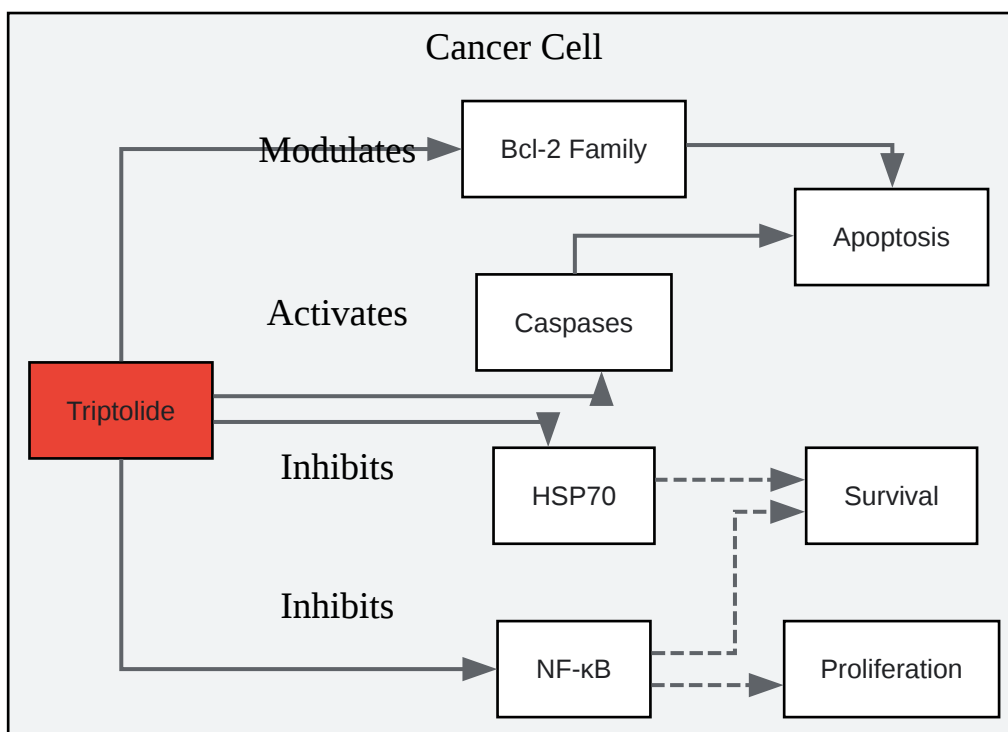 Cancer Cell
Modulates
Bcl-2 Family
Apoptosis
Activates
Caspases
Triptolide
Inhibits
HSP70
Survival
Inhibits
NF-κB
Proliferation